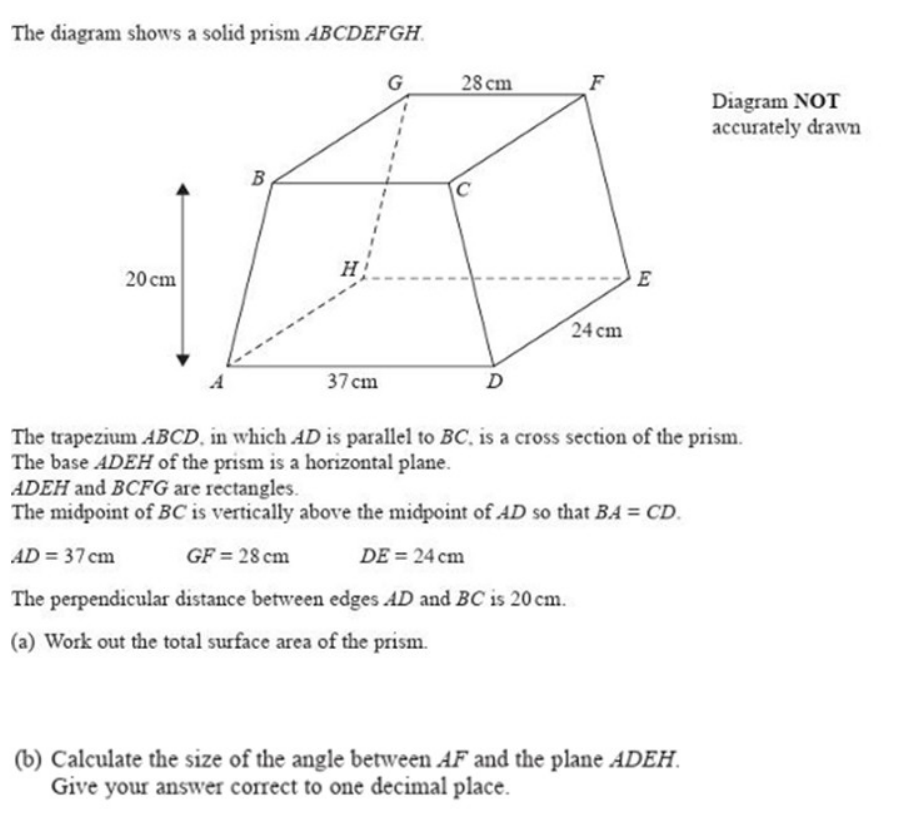 The diagram shows a solid prism ABCDEFGH.
G 28 cm F
Diagram NOT
accurately drawn
B
C
20 cm
H
E
24 cm
A 37 cm D
The trapezium ABCD, in which AD is parallel to BC, is a cross section of the prism.
The base ADEH of the prism is a horizontal plane.
ADEH and BCFG are rectangles.
The midpoint of BC is vertically above the midpoint of AD so that BA = CD.
AD = 37 cm GF = 28 cm DE = 24 cm
The perpendicular distance between edges AD and BC is 20 cm.
(a) Work out the total surface area of the prism.
(b) Calculate the size of the angle between AF and the plane ADEH.
Give your answer correct to one decimal place.